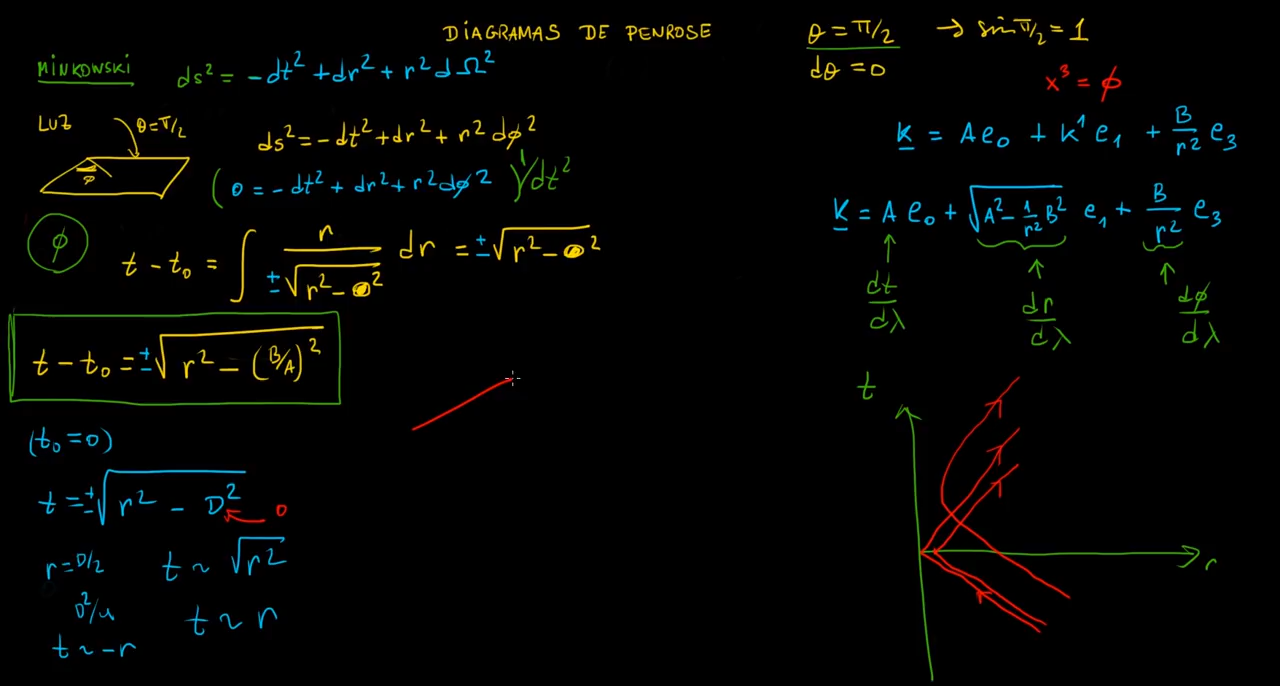 DIAGRAMAS DE PENROSE
MINKOWSKI ds² = -dt² + dr² + r² dΩ²
LUZ θ=π/2
ds² = -dt² + dr² + r² dϕ²
(0 = -dt² + dr² + r² dϕ²) 1/dt²
ϕ
t - t₀ = ∫ r / ±√(r² - ²) dr = ±√(r² - ²)
t - t₀ = ±√(r² - (B/A)²)
(t₀ = 0)
t = ±√(r² - D²) ← 0
r = D/2 t ~ √r²
t ~ r
t ~ -r
θ = π/2 → sin π/2 = 1
dθ = 0
x³ = ϕ
K = A e₀ + K¹ e₁ + B/r² e₃
K = A e₀ + √(A² - 1/r² B²) e₁ + B/r² e₃
dt/dλ dr/dλ dϕ/dλ
t
r